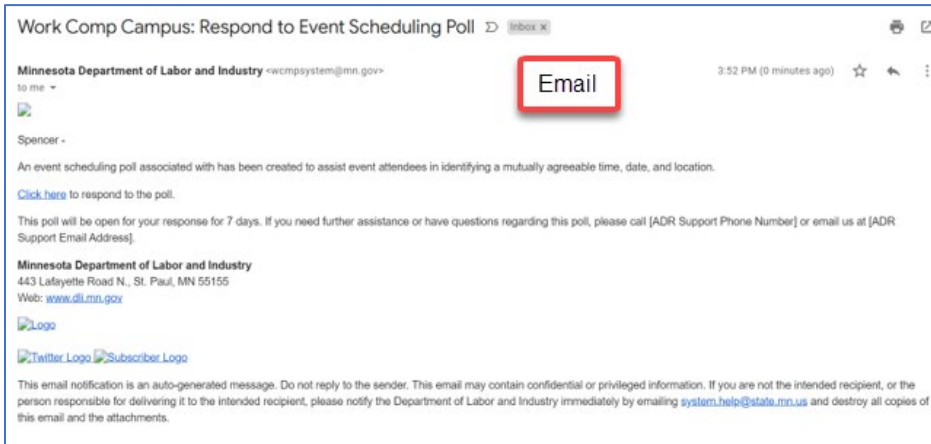 Work Comp Campus: Respond to Event Scheduling Poll Inbox x
Minnesota Department of Labor and Industry <wcmpsystem@mn.gov>
3:52 PM (0 minutes ago)
to me
Email
Spencer -
An event scheduling poll associated with has been created to assist event attendees in identifying a mutually agreeable time, date, and location.
Click here to respond to the poll.
This poll will be open for your response for 7 days. If you need further assistance or have questions regarding this poll, please call [ADR Support Phone Number] or email us at [ADR
Support Email Address].
Minnesota Department of Labor and Industry
443 Lafayette Road N., St. Paul, MN 55155
Web: www.dli.mn.gov
Logo
Twitter Logo Subscriber Logo
This email notification is an auto-generated message. Do not reply to the sender. This email may contain confidential or privileged information. If you are not the intended recipient, or the
person responsible for delivering it to the intended recipient, please notify the Department of Labor and Industry immediately by emailing system.help@state.mn.us and destroy all copies of
this email and the attachments.